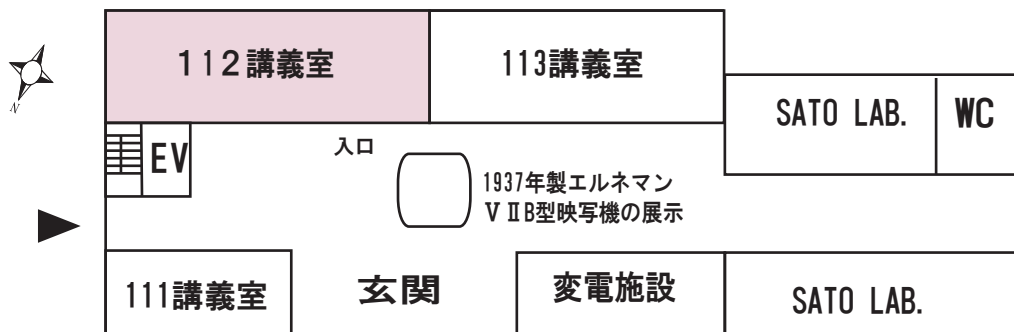 112講義室
113講義室
SATO LAB.
WC
N
EV
入口
1937年製エルネマン
ⅦB型映写機の展示
111講義室
玄関
変電施設
SATO LAB.